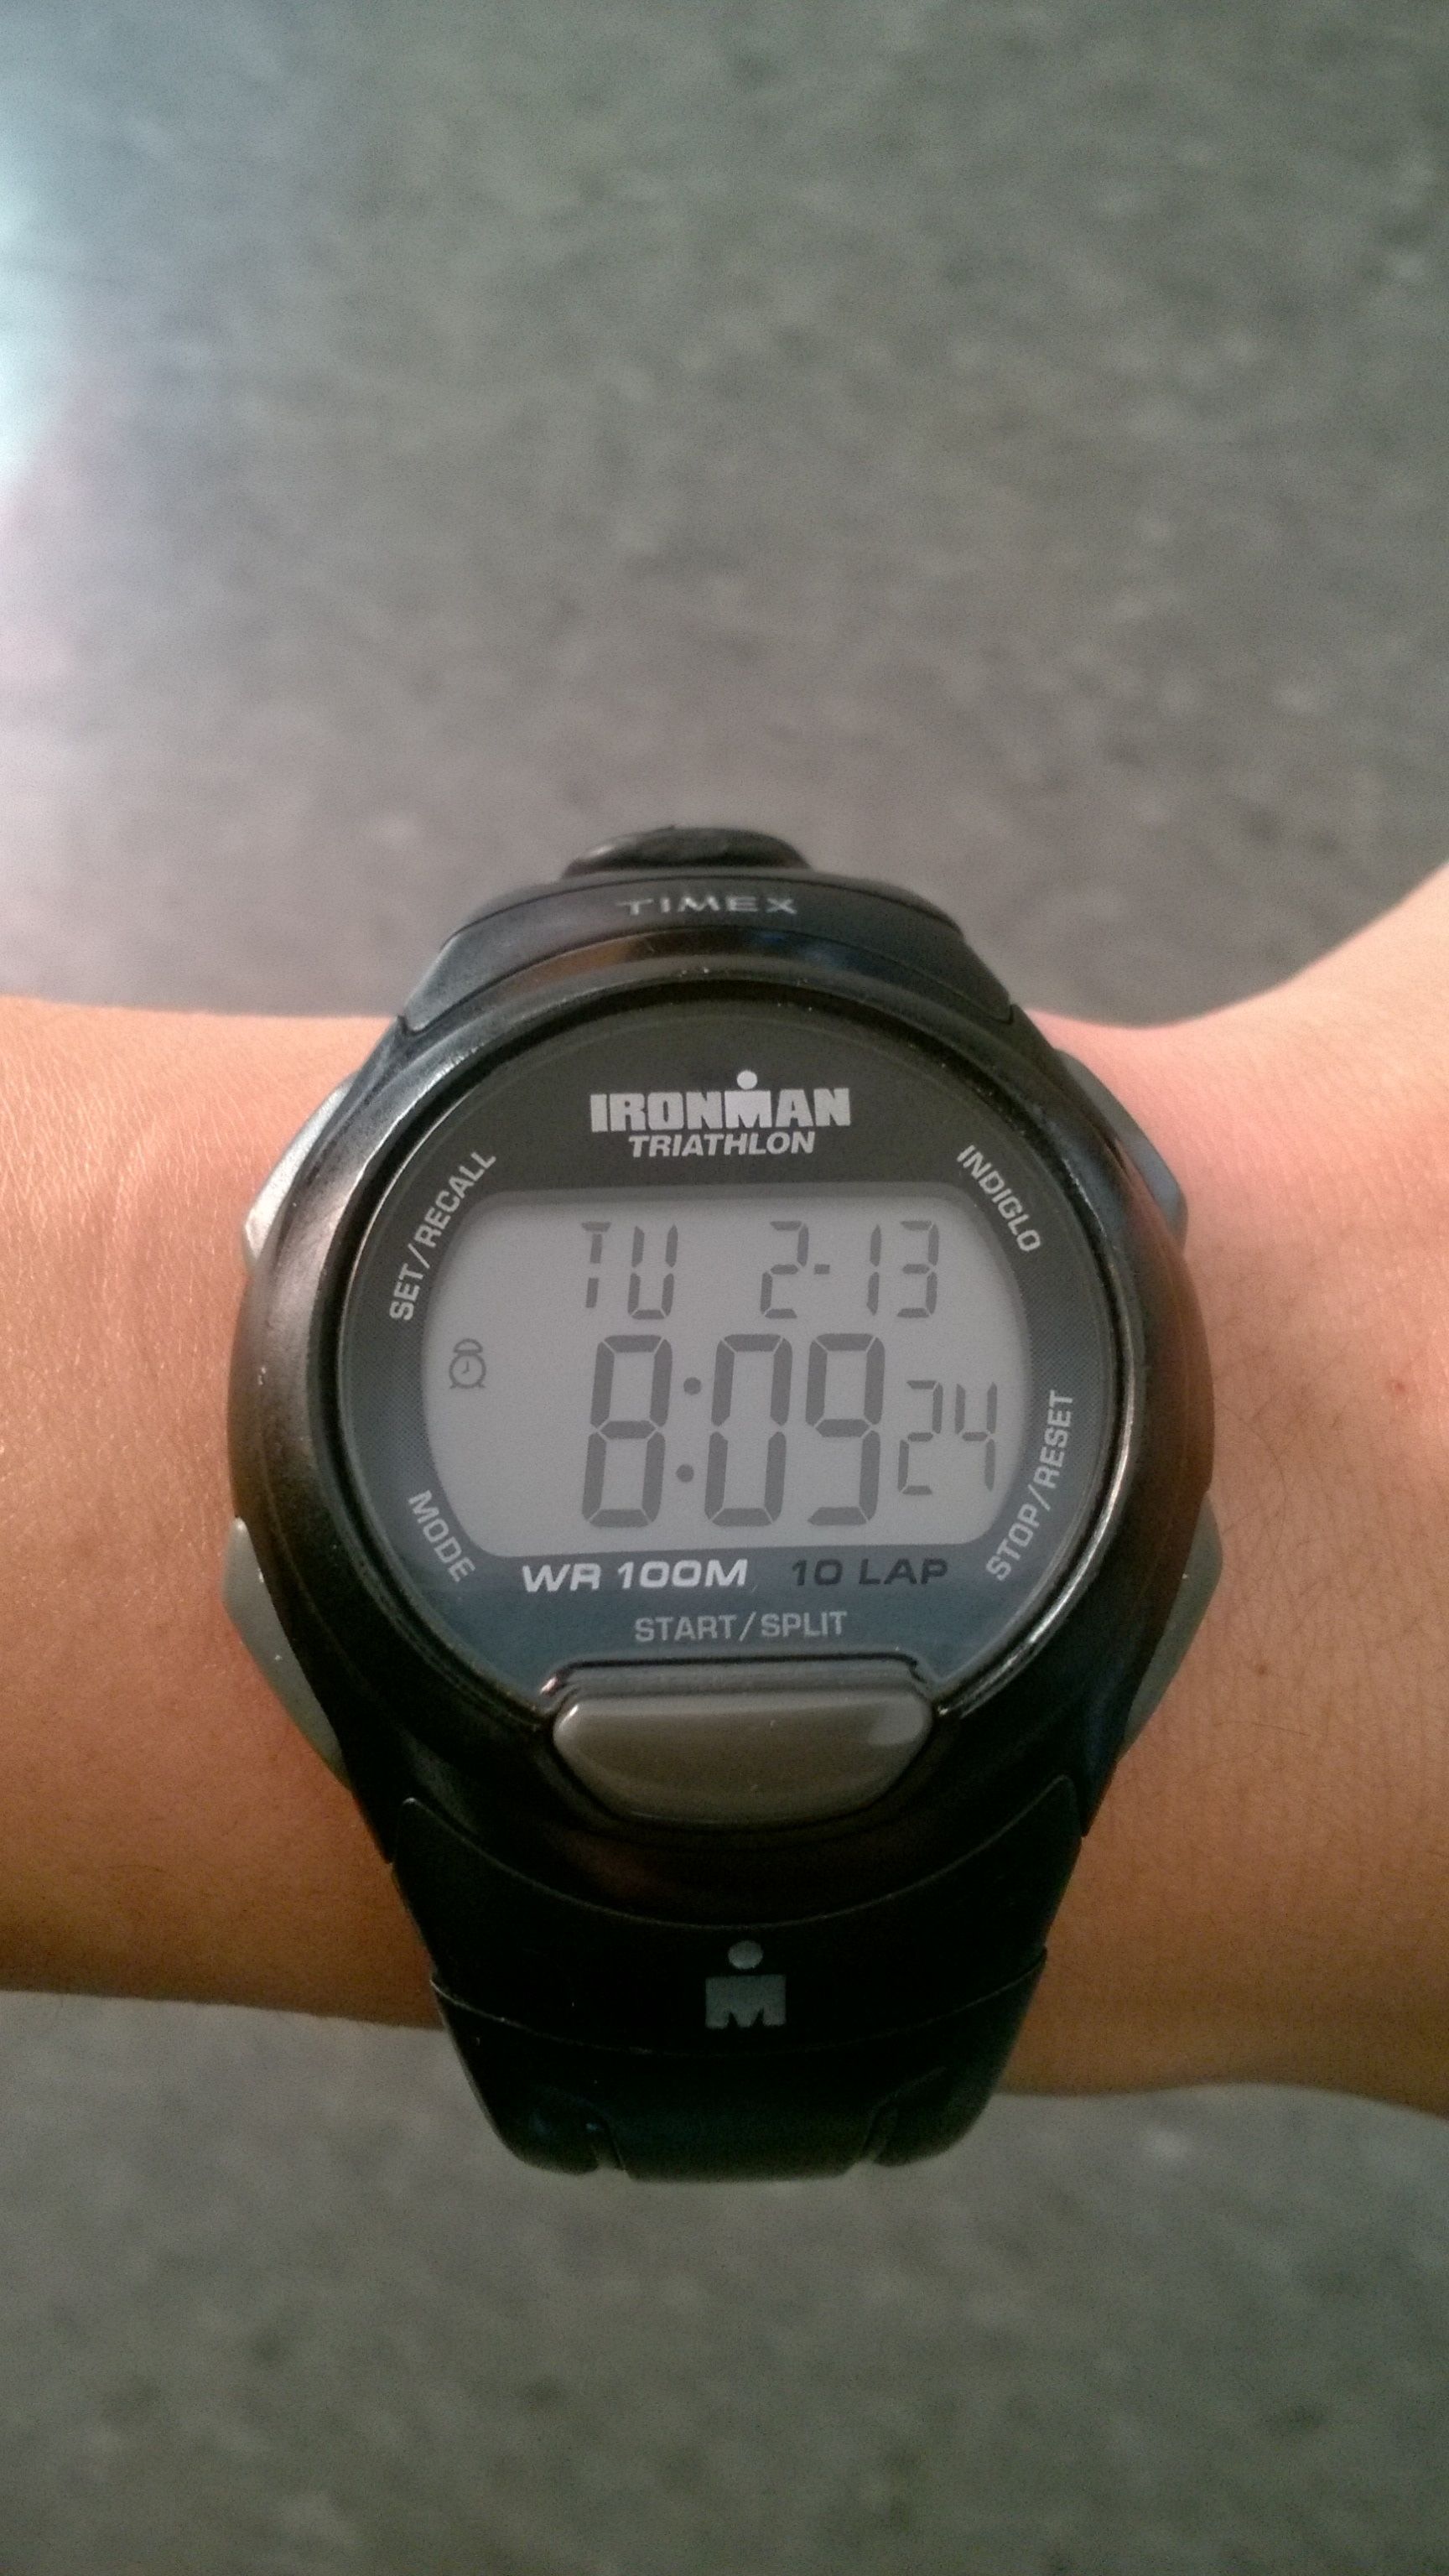 TIMEX
IRONMAN
TRIATHLON
SET/RECALL
INDIGLO
TU 2-13
8:09 24
MODE
STOP/RESET
WR 100M 10 LAP
START/SPLIT